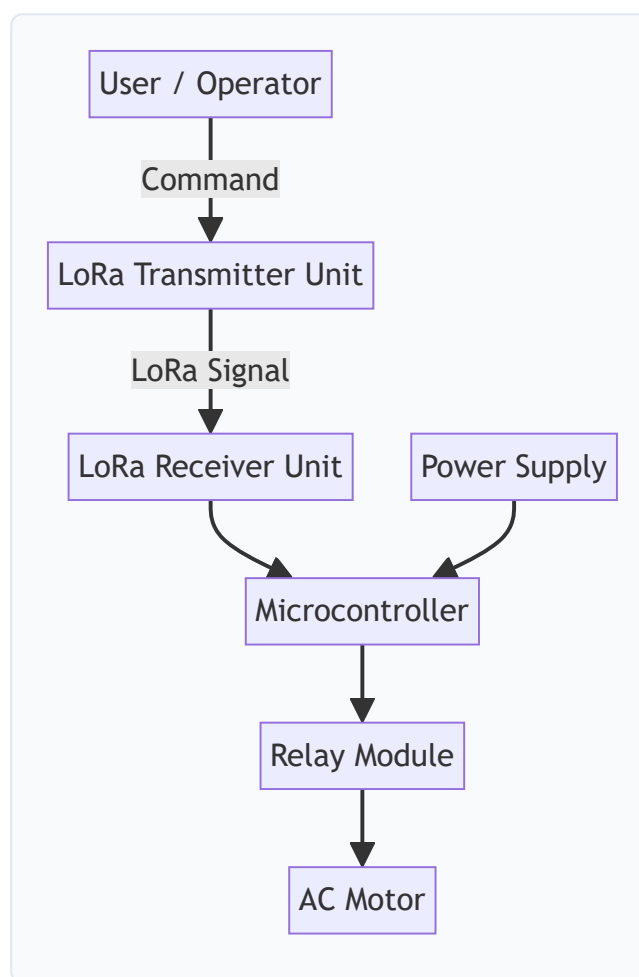 User / Operator
Command
LoRa Transmitter Unit
LoRa Signal
LoRa Receiver Unit
Power Supply
Microcontroller
Relay Module
AC Motor